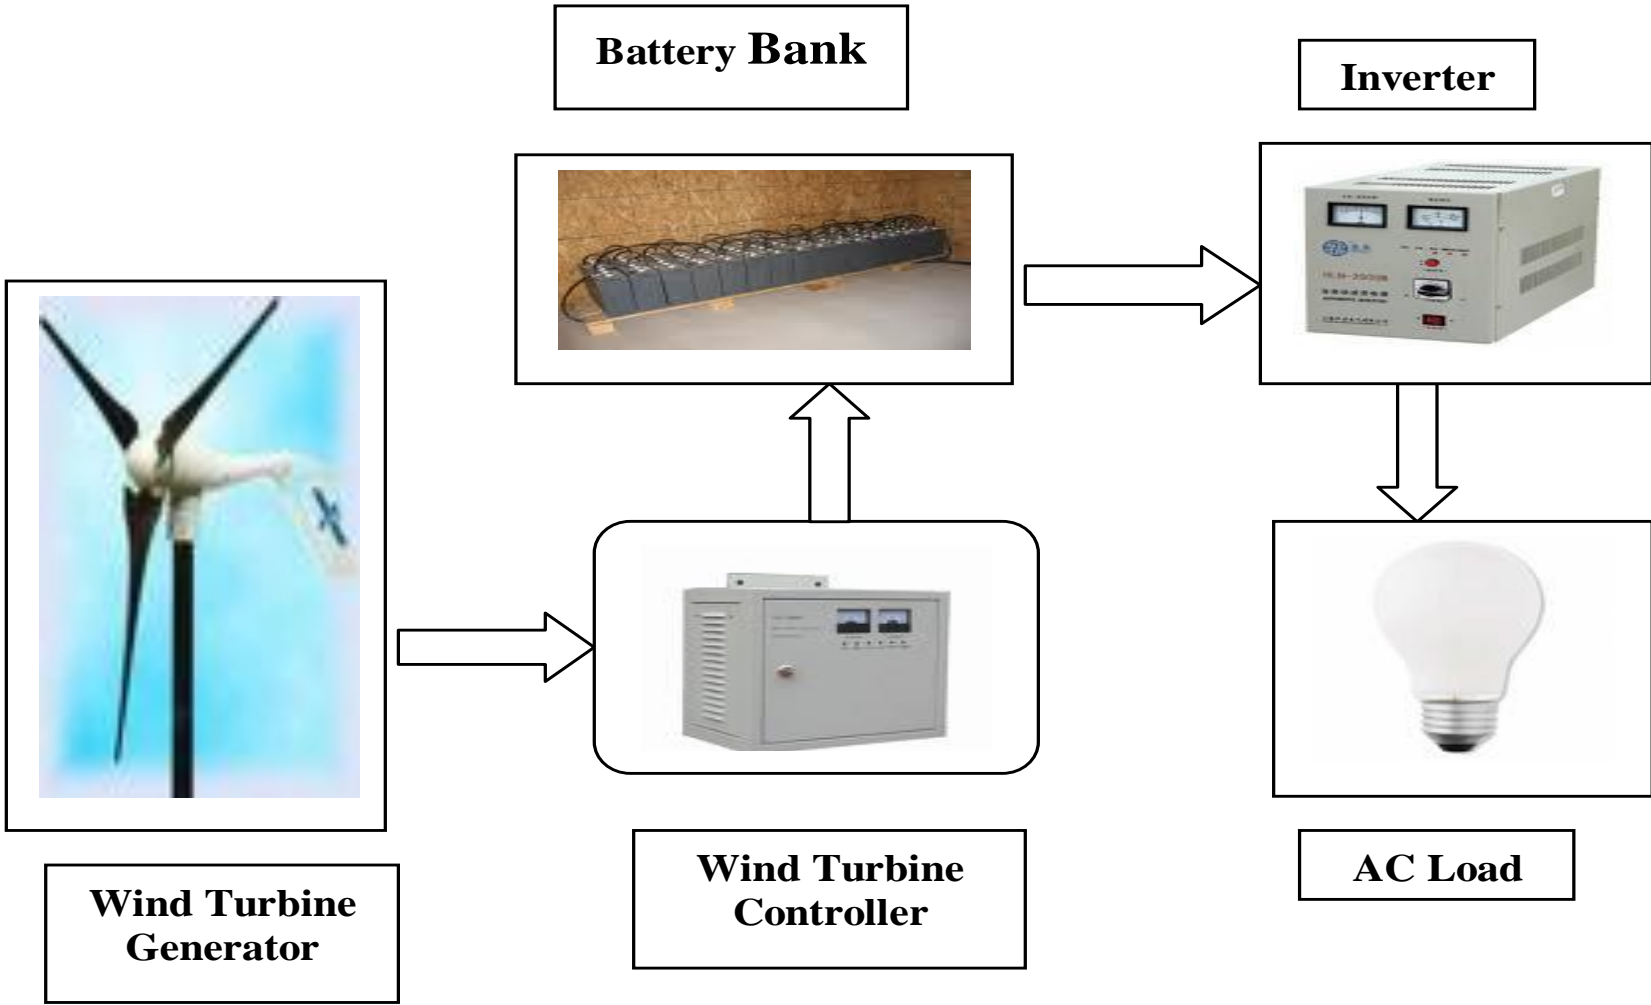 Battery Bank
Inverter
Wind Turbine
Generator
Wind Turbine
Controller
AC Load